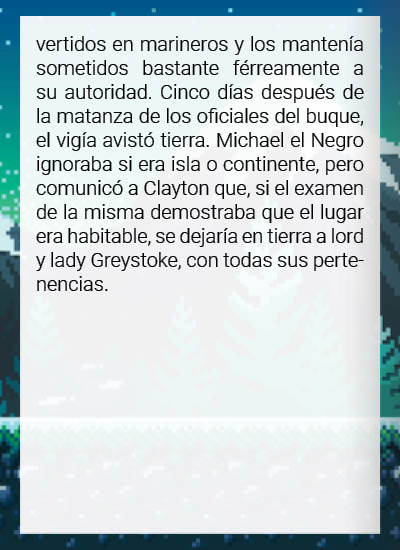 vertidos en marineros y los mantenía
sometidos bastante férreamente a
su autoridad. Cinco días después de
la matanza de los oficiales del buque,
el vigía avistó tierra. Michael el Negro
ignoraba si era isla o continente, pero
comunicó a Clayton que, si el examen
de la misma demostraba que el lugar
era habitable, se dejaría en tierra a lord
y lady Greystoke, con todas sus perte-
nencias.